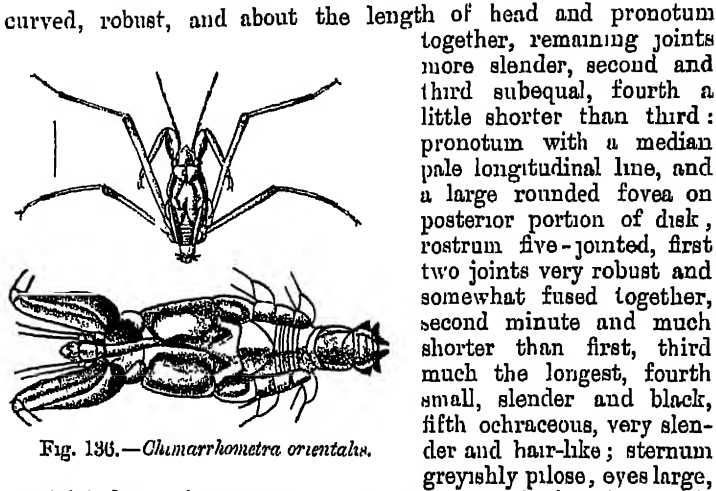 curved, robust, and about the length of head and pronotum
together, remaining joints
more slender, second and
third subequal, fourth a
little shorter than third :
pronotum with a median
pale longitudinal line, and
a large rounded fovea on
posterior portion of disk,
rostrum five-jointed, first
two joints very robust and
somewhat fused together,
second minute and much
shorter than first, third
much the longest, fourth
small, slender and black,
fifth ochraceous, very slen-
der and hair-like; sternum
greyishly pilose, eyes large,
Fig. 136.—Chimarrhometra orientalis.